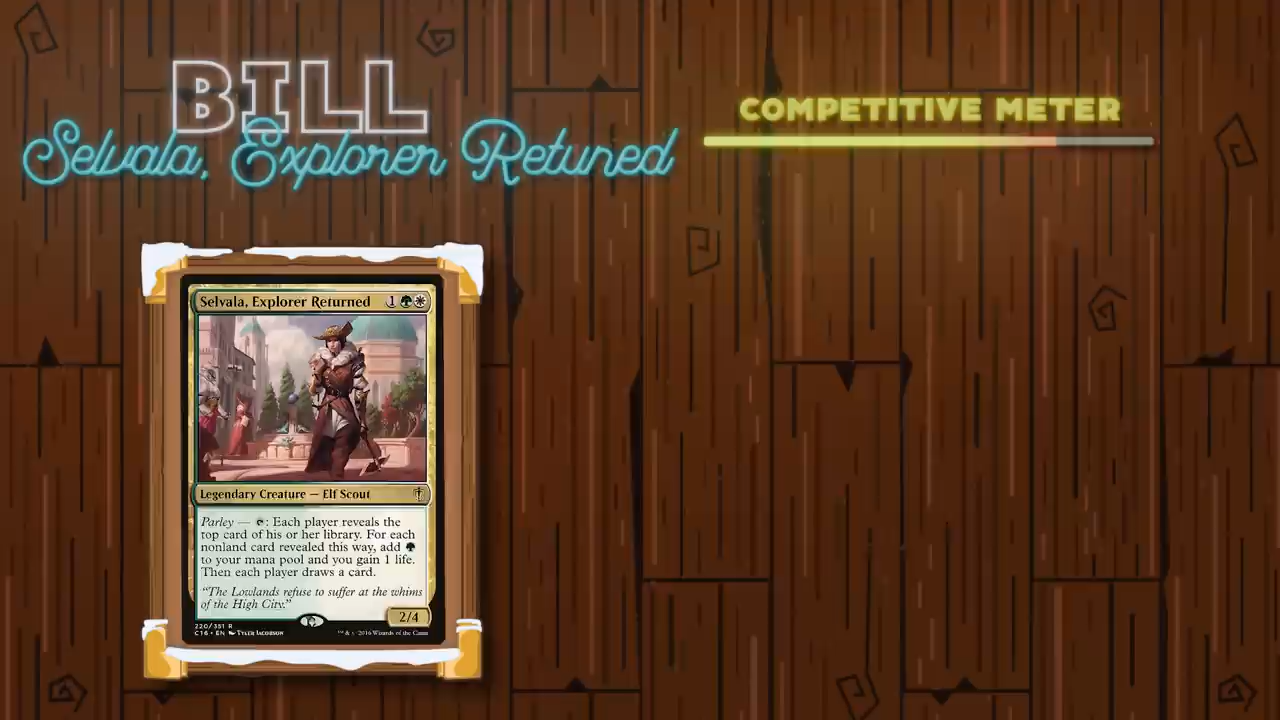 BILL
Selvala, Explorer Retuned
COMPETITIVE METER
Selvala, Explorer Returned 1
Legendary Creature — Elf Scout
Parley — : Each player reveals the
top card of his or her library. For each
nonland card revealed this way, add
to your mana pool and you gain 1 life.
Then each player draws a card.
"The Lowlands refuse to suffer at the whims
of the High City."
2/4
220/351 R
C16 • EN TYLER JACOBSON
™ & © 2016 Wizards of the Coast